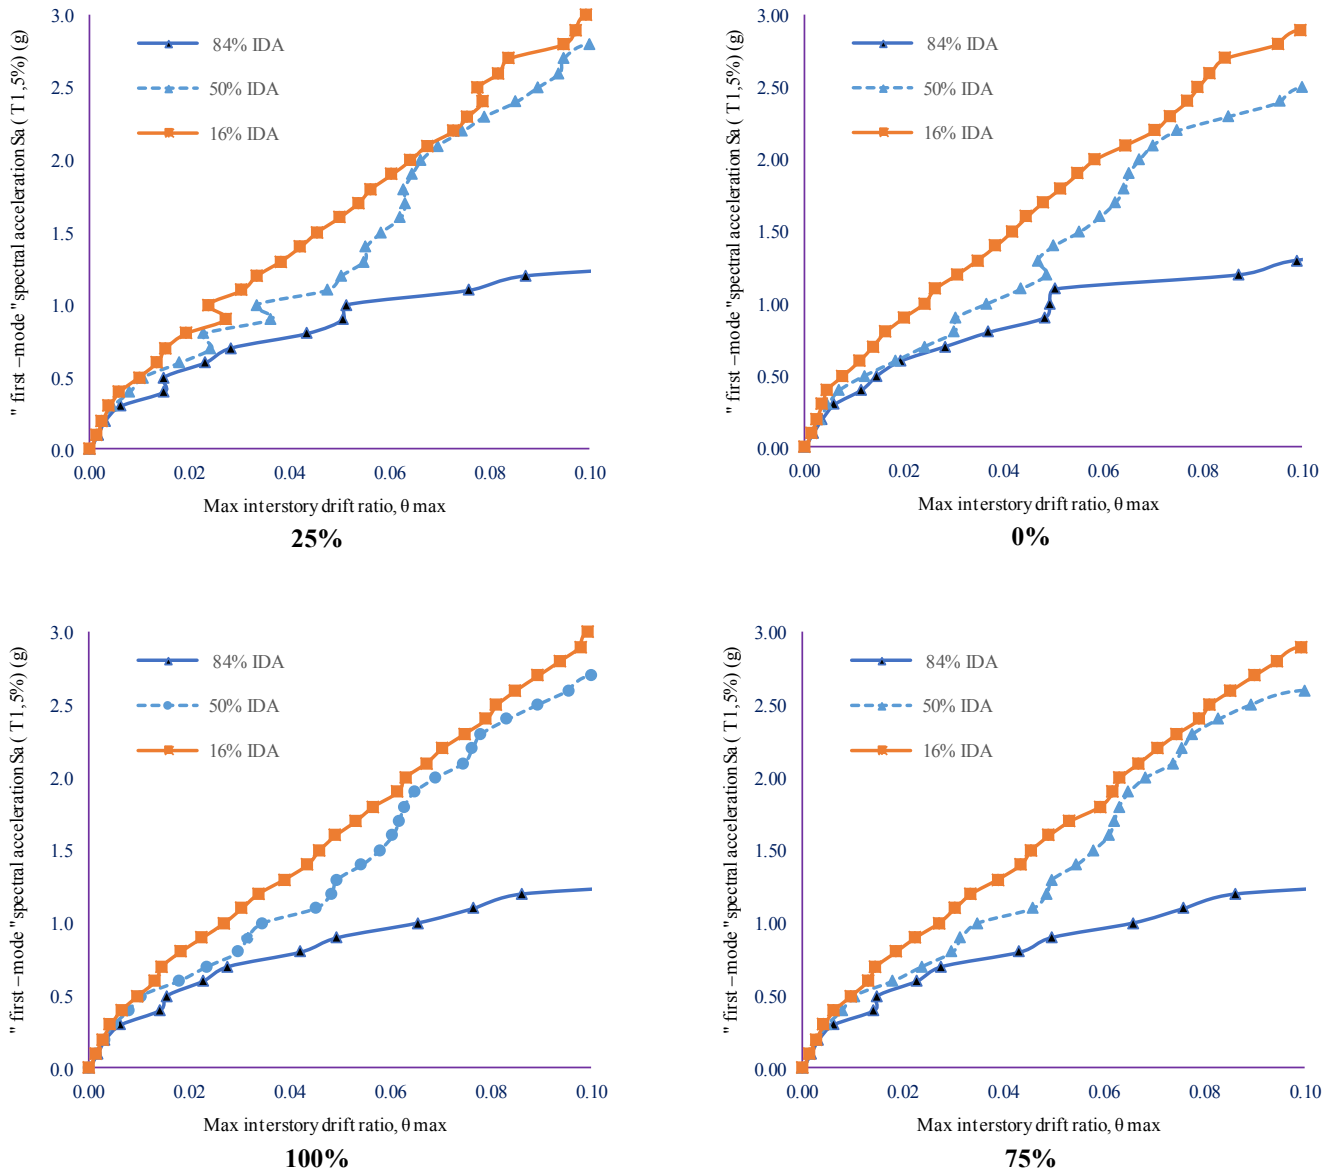 " first –mode "spectral acceleration Sa ( T1,5%) (g)
3.0
2.5
2.0
1.5
1.0
0.5
0.0
84% IDA
50% IDA
16% IDA
0.00 0.02 0.04 0.06 0.08 0.10
Max interstory drift ratio, θ max
25%
" first –mode "spectral acceleration Sa ( T1,5%) (g)
3.0
2.5
2.00
1.50
1.00
0.50
0.00
84% IDA
50% IDA
16% IDA
0.00 0.02 0.04 0.06 0.08 0.10
Max interstory drift ratio, θ max
0%
" first –mode "spectral acceleration Sa ( T1,5%) (g)
3.0
2.5
2.0
1.5
1.0
0.5
0.0
84% IDA
50% IDA
16% IDA
0.00 0.02 0.04 0.06 0.08 0.10
Max interstory drift ratio, θ max
100%
" first –mode "spectral acceleration Sa ( T1,5%) (g)
3.00
2.50
2.00
1.50
1.0
0.50
0.00
84% IDA
50% IDA
16% IDA
0.00 0.02 0.04 0.06 0.08 0.10
Max interstory drift ratio, θ max
75%